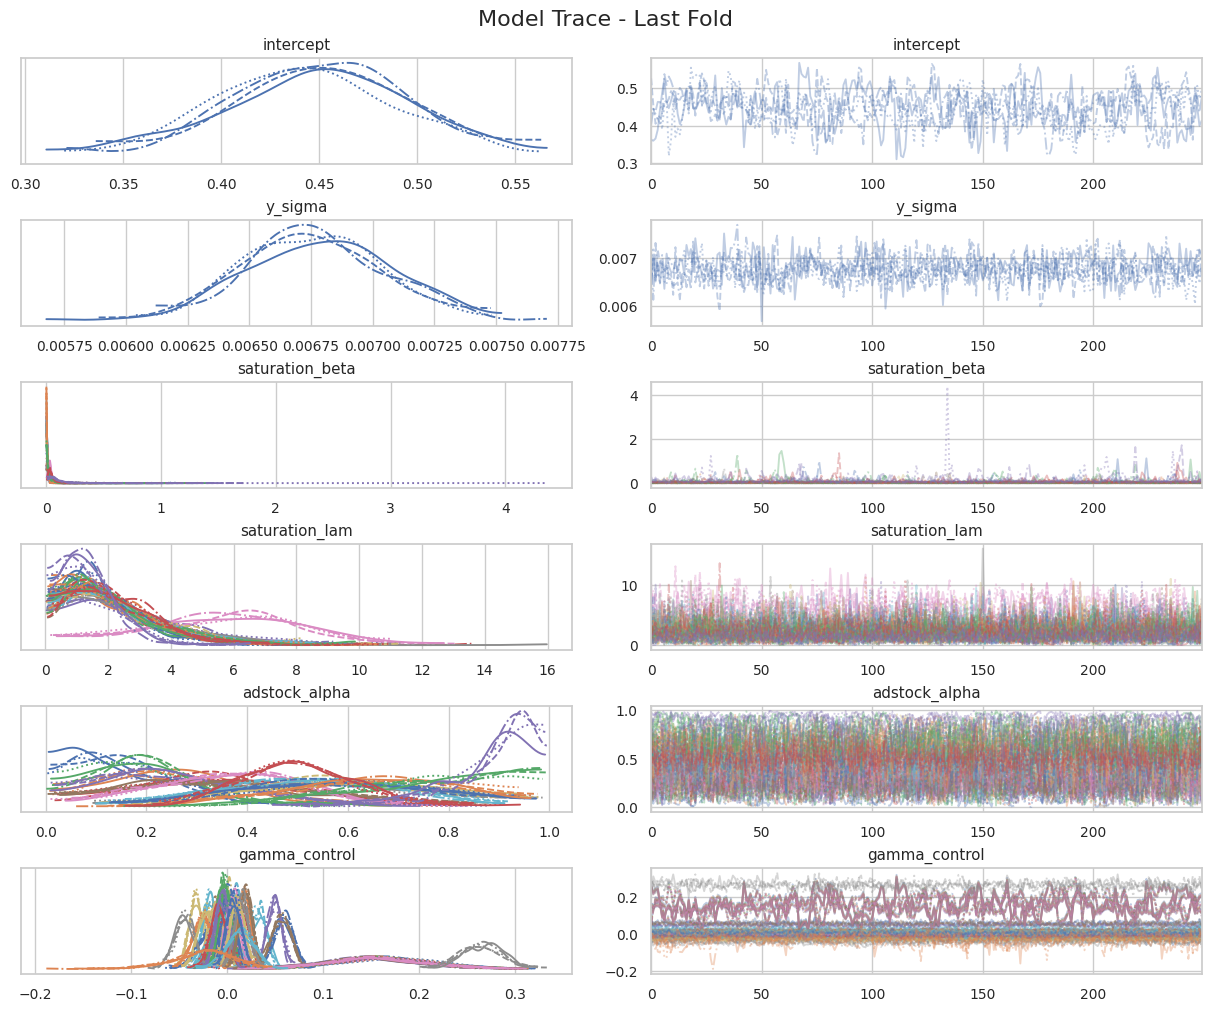 Model Trace - Last Fold
intercept
intercept
0.30 0.35 0.40 0.45 0.50 0.55
0.5
0.4
0.3
0 50 100 150 200
y_sigma
y_sigma
0.00575 0.00600 0.00625 0.00650 0.00675 0.00700 0.00725 0.00750 0.00775
0.007
0.006
0 50 100 150 200
saturation_beta
saturation_beta
0 1 2 3 4
4
2
0
0 50 100 150 200
saturation_lam
saturation_lam
0 2 4 6 8 10 12 14 16
10
0
0 50 100 150 200
adstock_alpha
adstock_alpha
0.0 0.2 0.4 0.6 0.8 1.0
1.0
0.5
0.0
0 50 100 150 200
gamma_control
gamma_control
−0.2 −0.1 0.0 0.1 0.2 0.3
0.2
0.0
−0.2
0 50 100 150 200